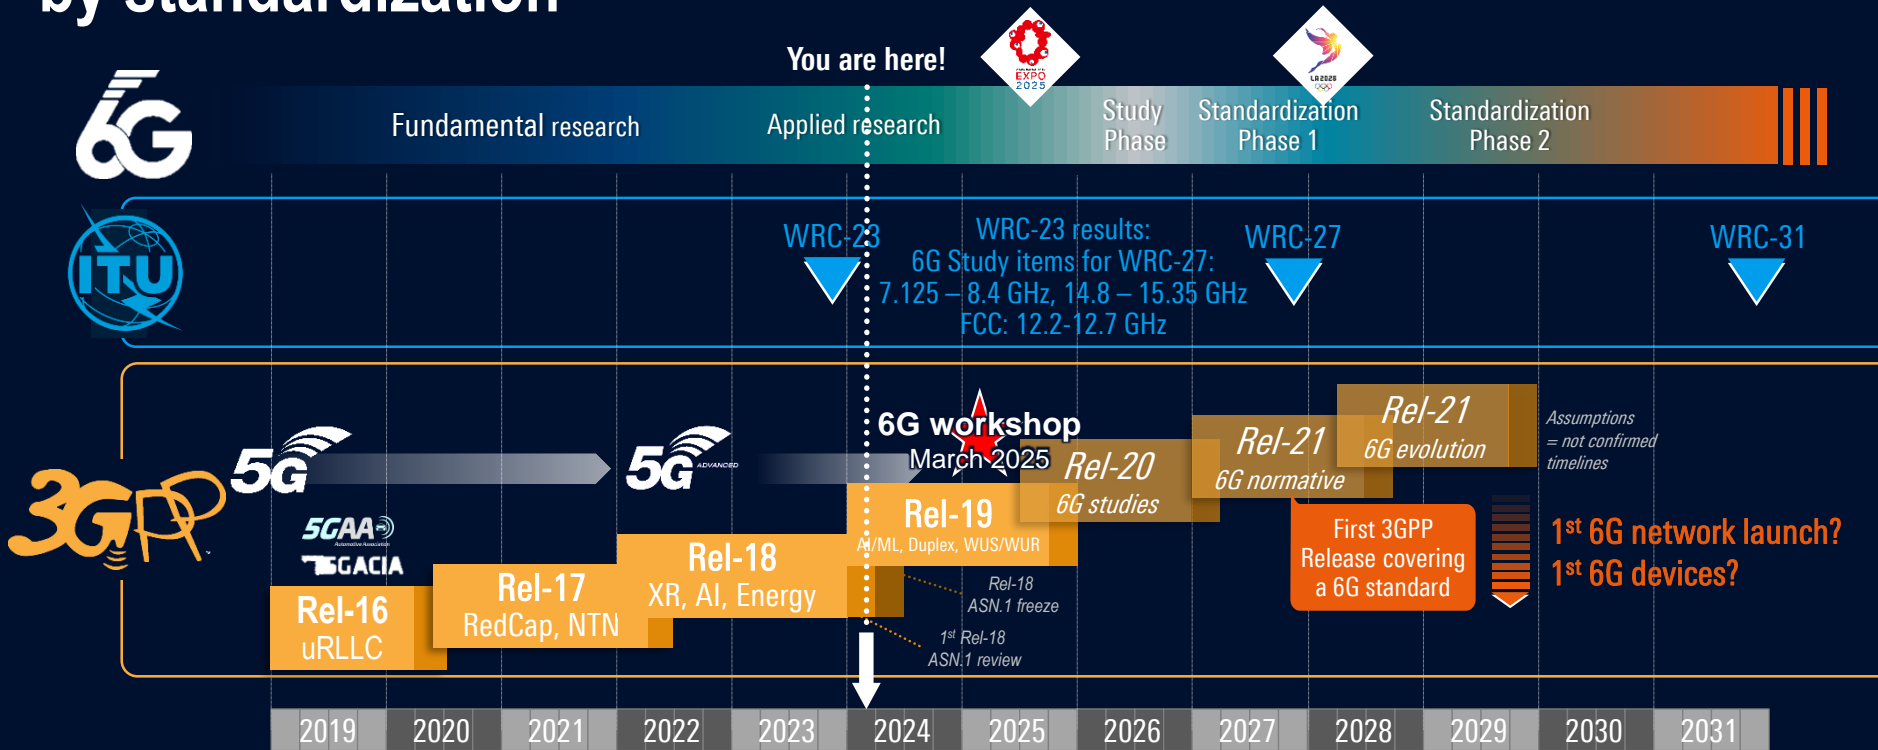 by standardization
You are here!
EXPO
2025
LA2028
6G
Fundamental research
Applied research
Study
Phase
Standardization
Phase 1
Standardization
Phase 2
ITU
WRC-23
WRC-23 results:
6G Study items for WRC-27:
7.125 – 8.4 GHz, 14.8 – 15.35 GHz
FCC: 12.2-12.7 GHz
WRC-27
WRC-31
3GPP
5G
5G ADVANCED
6G workshop
March 2025
5GAA
Automotive Association
5GACIA
Rel-16
uRLLC
Rel-17
RedCap, NTN
Rel-18
XR, AI, Energy
Rel-19
AI/ML, Duplex, WUS/WUR
Rel-20
6G studies
Rel-21
6G normative
Rel-21
6G evolution
Assumptions
= not confirmed
timelines
Rel-18
ASN.1 freeze
1st Rel-18
ASN.1 review
First 3GPP
Release covering
a 6G standard
1st 6G network launch?
1st 6G devices?
2019 2020 2021 2022 2023 2024 2025 2026 2027 2028 2029 2030 2031